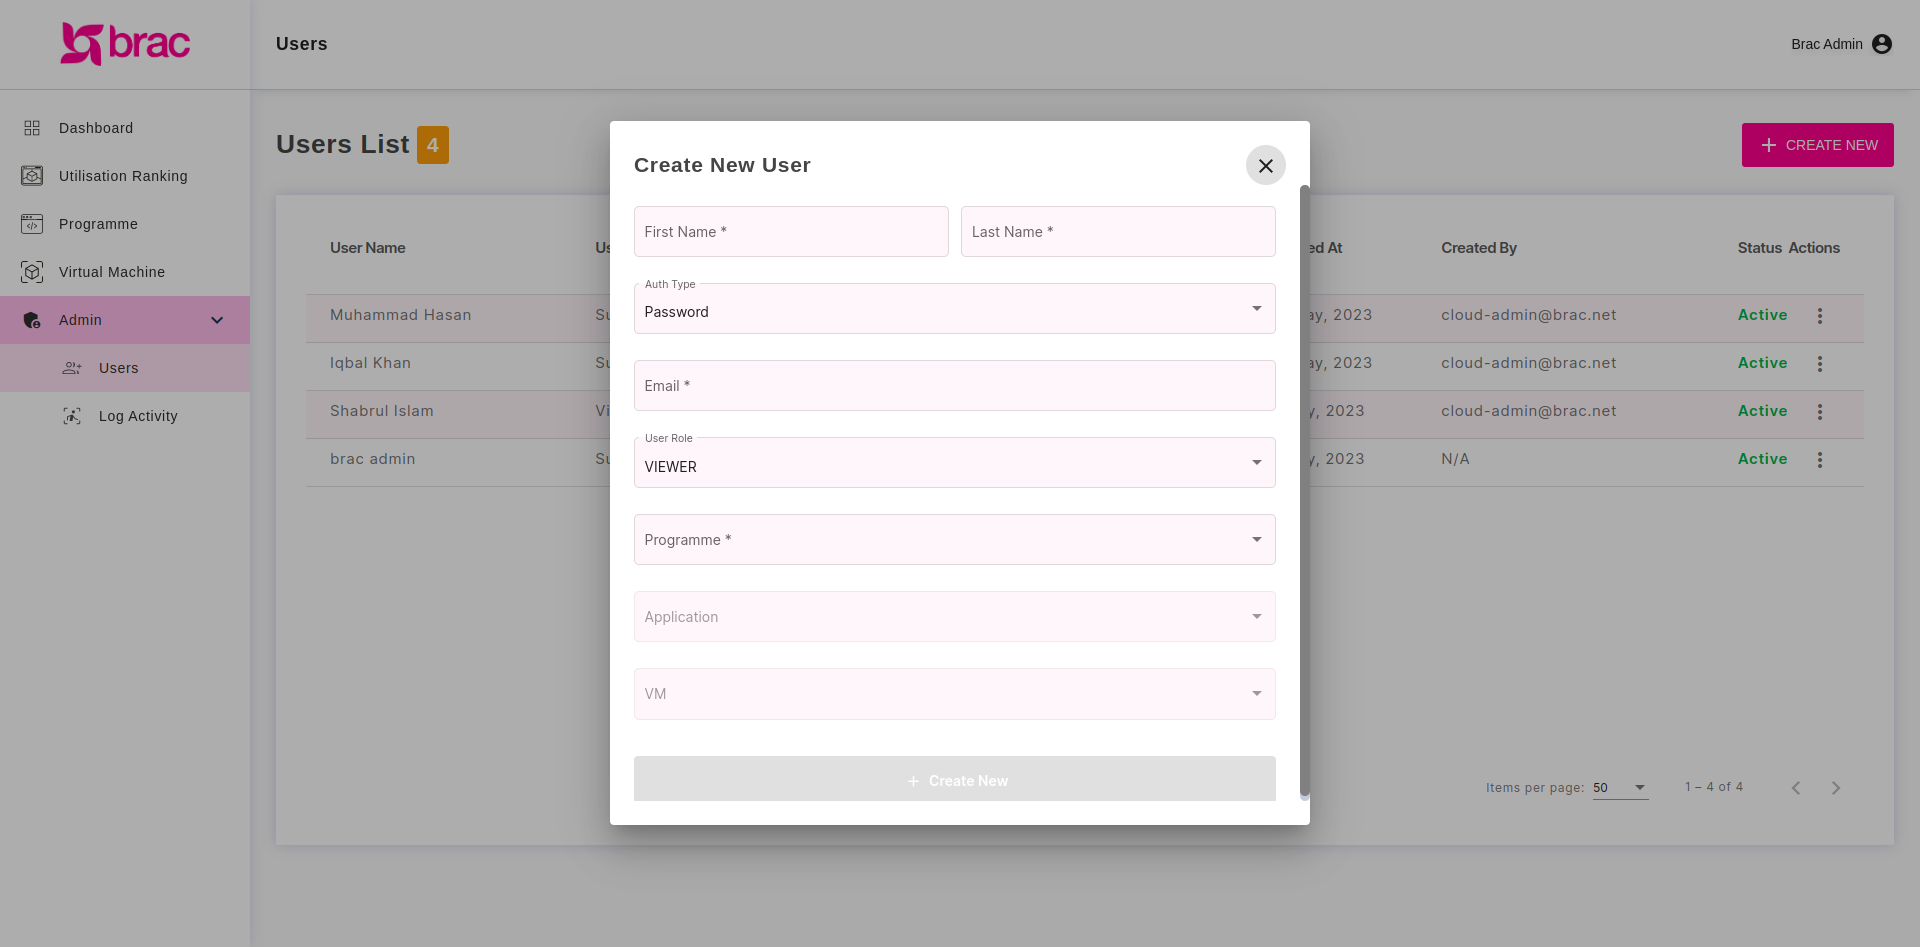 brac
Users
Brac Admin
Dashboard
Utilisation Ranking
Programme
Virtual Machine
Admin
Users
Log Activity
Users List 4
CREATE NEW
User Name Us ed At Created By Status Actions
Muhammad Hasan Su ay, 2023 cloud-admin@brac.net Active
Iqbal Khan Su ay, 2023 cloud-admin@brac.net Active
Shabrul Islam Vi y, 2023 cloud-admin@brac.net Active
brac admin Su y, 2023 N/A Active
Items per page: 50 1 – 4 of 4
Create New User
First Name * Last Name *
Auth Type
Password
Email *
User Role
VIEWER
Programme *
Application
VM
Create New